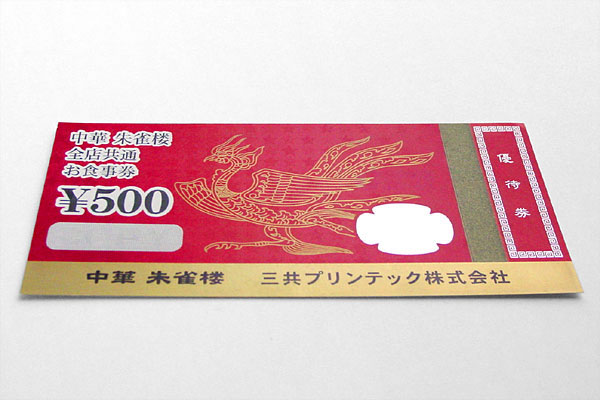 中華 朱雀楼
全店共通
お食事券
¥500
優待券
中華 朱雀楼 三共プリンテック株式会社